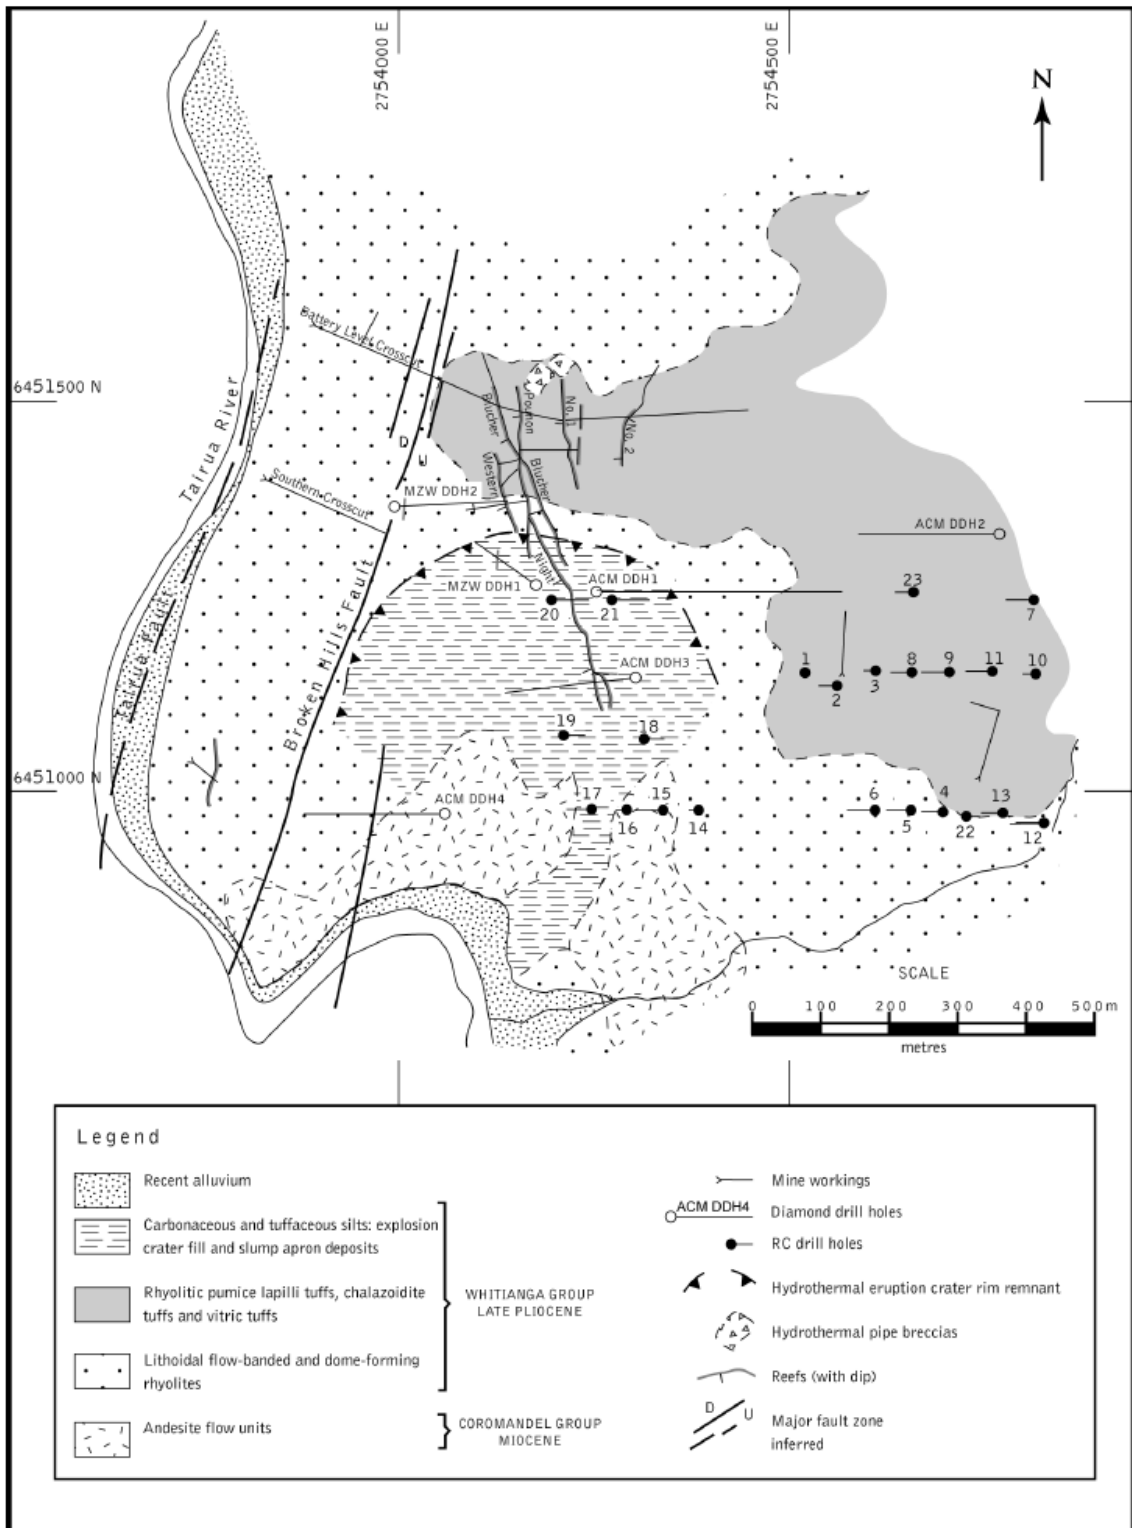 2754000 E
2754500 E
N
Battery Level Crosscut
6451500 N
Tairua River
D
U
Blucher
Pocmon
No. 1
No. 2
Western
Blucher
Southern Crosscut
MZW DDH2
ACM DDH2
Night
MZW DDH1
ACM DDH1
20
21
23
7
Broken Hills Fault
ACM DDH3
1
2
3
8
9
11
10
19
18
Tairua Fault
6451000 N
ACM DDH4
17
16
15
14
6
5
4
22
13
12
SCALE
0 100 200 300 400 500m
metres
Legend
Recent alluvium
Carbonaceous and tuffaceous silts: explosion
crater fill and slump apron deposits
Rhyolitic pumice lapilli tuffs, chalazoidite
tuffs and vitric tuffs
Lithoidal flow-banded and dome-forming
rhyolites
Andesite flow units
WHITIANGA GROUP
LATE PLIOCENE
COROMANDEL GROUP
MIOCENE
Mine workings
ACM DDH4
Diamond drill holes
RC drill holes
Hydrothermal eruption crater rim remnant
Hydrothermal pipe breccias
Reefs (with dip)
D
U
Major fault zone
inferred